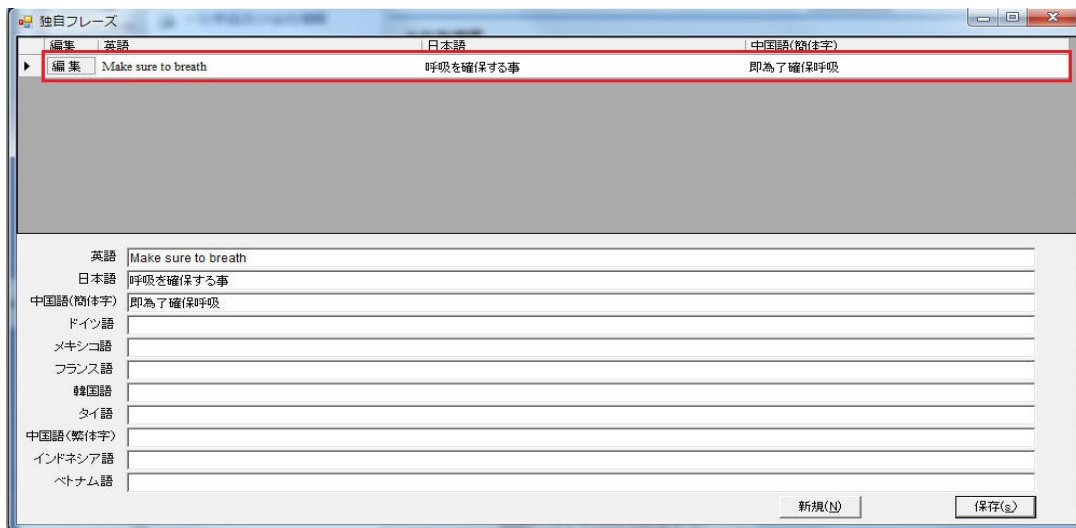 独自フレーズ
編集 英語 日本語 中国語(簡体字)
編集 Make sure to breath 呼吸を確保する事 即為了確保呼吸
英語 Make sure to breath
日本語 呼吸を確保する事
中国語(簡体字) 即為了確保呼吸
ドイツ語
メキシコ語
フランス語
韓国語
タイ語
中国語(繁体字)
インドネシア語
ベトナム語
新規(N) 保存(s)